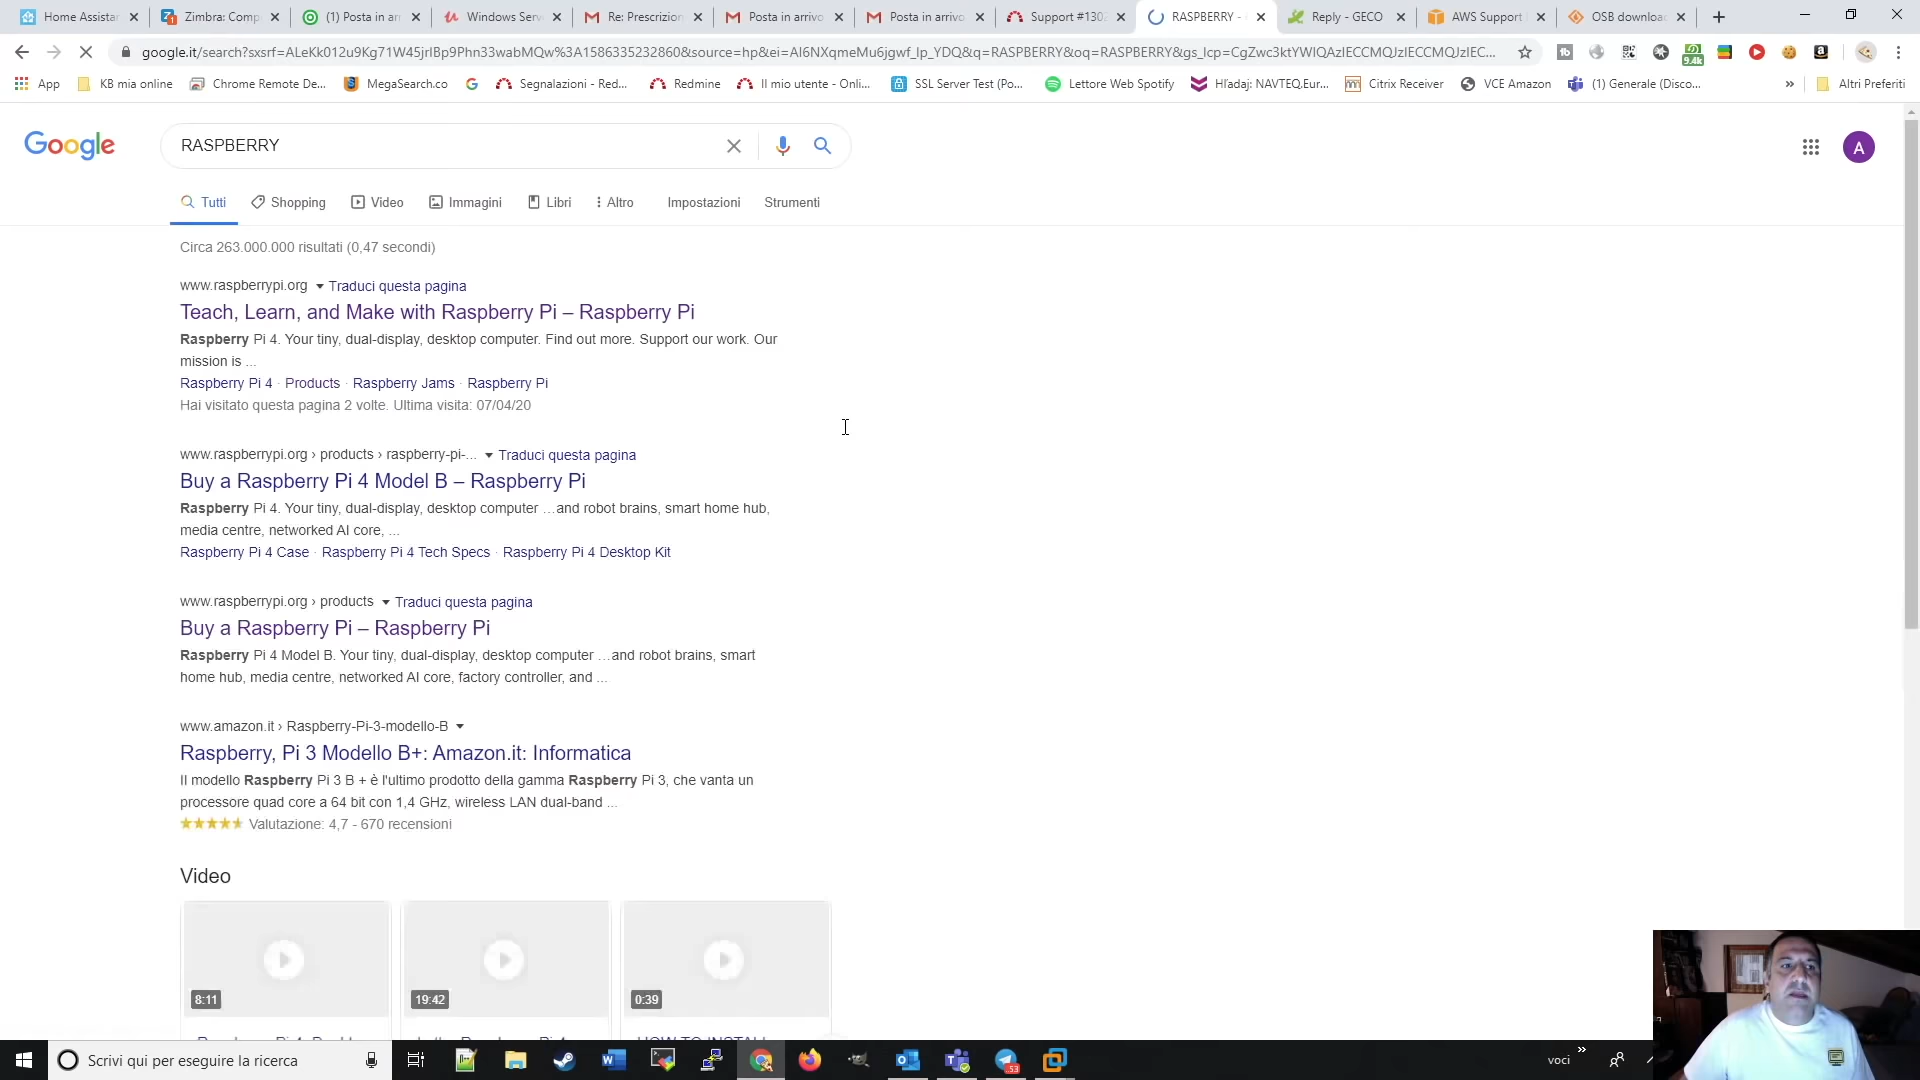 Home Assistar
Zimbra: Comp
(1) Posta in arr
Windows Serv
Re: Prescrizion
Posta in arrivo
Posta in arrivo
Support #1302
RASPBERRY -
Reply - GECO
AWS Support
OSB downloa
google.it/search?sxsrf=ALeKk012u9Kg71W45jrIBp9Phn33wabMQw%3A1586335232860&source=hp&ei=AI6NXqmeMu6jgwf_lp_YDQ&q=RASPBERRY&oq=RASPBERRY&gs_lcp=CgZwc3ktYWIQAzIECCMQJzIECCMQJzIEC...
9.4k
App
KB mia online
Chrome Remote De...
MegaSearch.co
Segnalazioni - Red...
Redmine
Il mio utente - Onli...
SSL Server Test (Po...
Lettore Web Spotify
Hľadaj: NAVTEQ.Eur...
Citrix Receiver
VCE Amazon
(1) Generale (Disco...
»
Altri Preferiti
Google
RASPBERRY
A
Tutti
Shopping
Video
Immagini
Libri
Altro
Impostazioni
Strumenti
Circa 263.000.000 risultati (0,47 secondi)
www.raspberrypi.org
Traduci questa pagina
Teach, Learn, and Make with Raspberry Pi – Raspberry Pi
Raspberry Pi 4. Your tiny, dual-display, desktop computer. Find out more. Support our work. Our
mission is ...
Raspberry Pi 4 · Products · Raspberry Jams · Raspberry Pi
Hai visitato questa pagina 2 volte. Ultima visita: 07/04/20
www.raspberrypi.org › products › raspberry-pi-...
Traduci questa pagina
Buy a Raspberry Pi 4 Model B – Raspberry Pi
Raspberry Pi 4. Your tiny, dual-display, desktop computer …and robot brains, smart home hub,
media centre, networked AI core, ...
Raspberry Pi 4 Case · Raspberry Pi 4 Tech Specs · Raspberry Pi 4 Desktop Kit
www.raspberrypi.org › products
Traduci questa pagina
Buy a Raspberry Pi – Raspberry Pi
Raspberry Pi 4 Model B. Your tiny, dual-display, desktop computer …and robot brains, smart
home hub, media centre, networked AI core, factory controller, and ...
www.amazon.it › Raspberry-Pi-3-modello-B
Raspberry, Pi 3 Modello B+: Amazon.it: Informatica
Il modello Raspberry Pi 3 B + è l'ultimo prodotto della gamma Raspberry Pi 3, che vanta un
processore quad core a 64 bit con 1,4 GHz, wireless LAN dual-band ...
Valutazione: 4,7 - 670 recensioni
Video
8:11
19:42
0:39
HOW TO INSTALL
Scrivi qui per eseguire la ricerca
53
voci
»